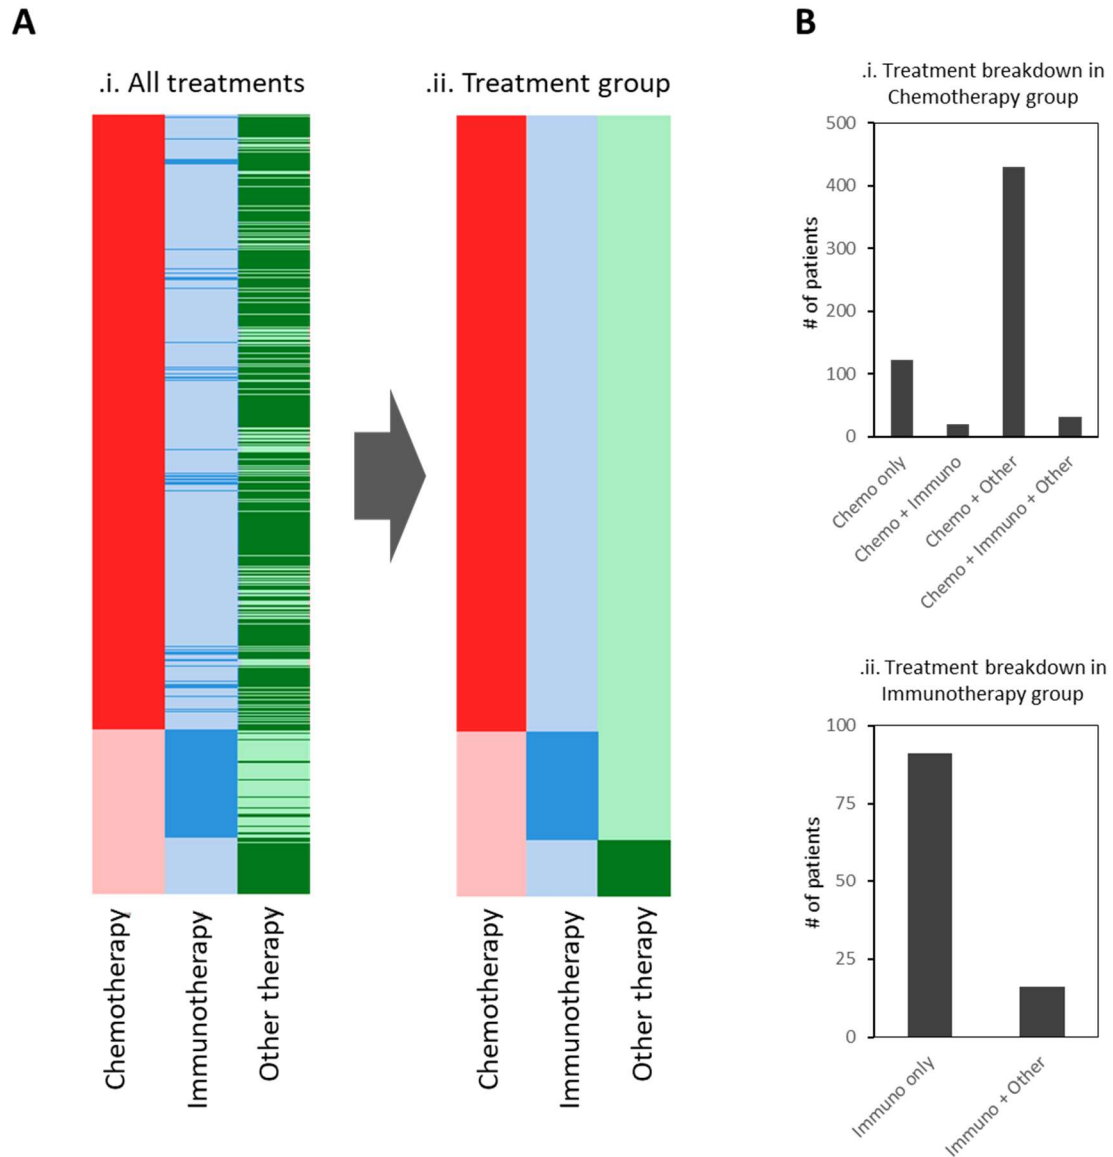 A
.i. All treatments
.ii. Treatment group
Chemotherapy
Immunotherapy
Other therapy
Chemotherapy
Immunotherapy
Other therapy
B
.i. Treatment breakdown in
Chemotherapy group
# of patients
500
400
300
200
100
0
Chemo only
Chemo + Immuno
Chemo + Other
Chemo + Immuno + Other
.ii. Treatment breakdown in
Immunotherapy group
# of patients
100
75
50
25
0
Immuno only
Immuno + Other